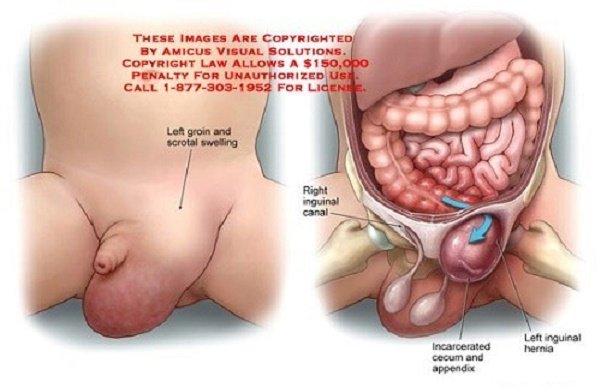 THESE IMAGES ARE COPYRIGHTED
BY AMICUS VISUAL SOLUTIONS.
COPYRIGHT LAW ALLOWS A $150,000
PENALTY FOR UNAUTHORIZED USE.
CALL 1-877-303-1952 FOR LICENSE.
Left groin and
scrotal swelling
Right
inguinal
canal
Left inguinal
hernia
Incarcerated
cecum and
appendix